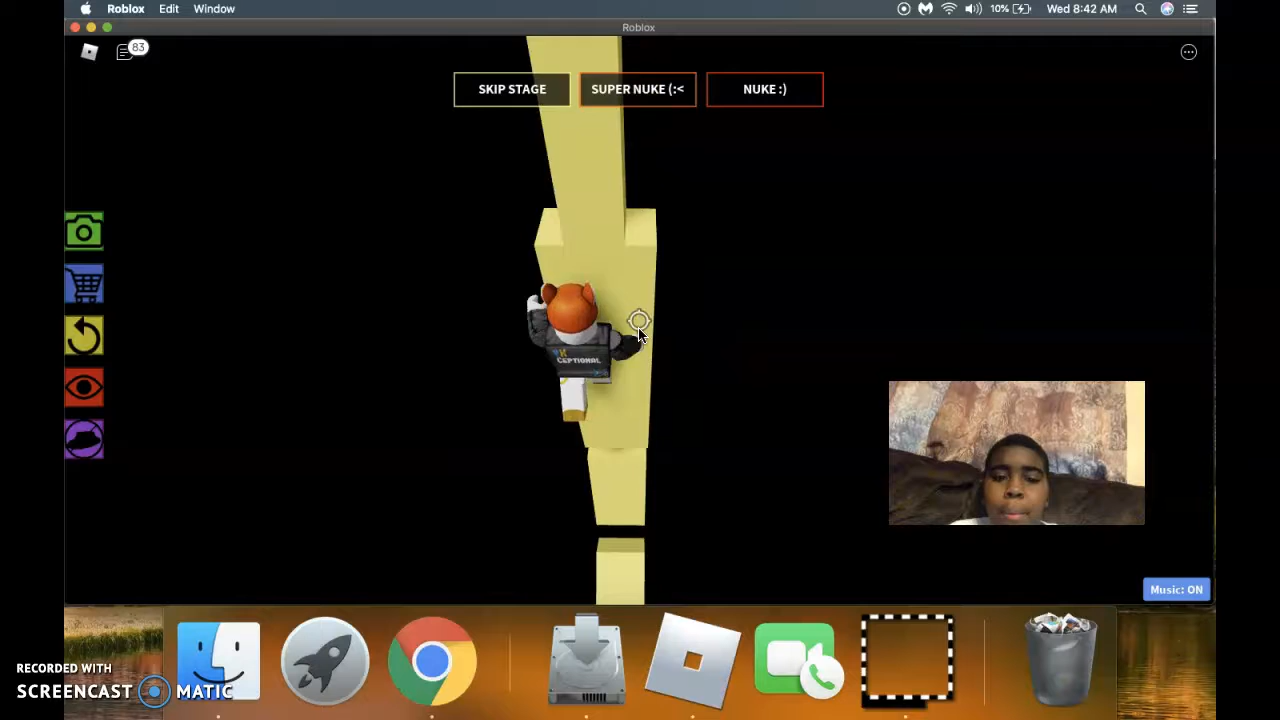 Roblox Edit Window 10% Wed 8:42 AM
Roblox
83
SKIP STAGE SUPER NUKE (:< NUKE :)
CEPTIONAL
Music: ON
RECORDED WITH
SCREENCAST MATIC